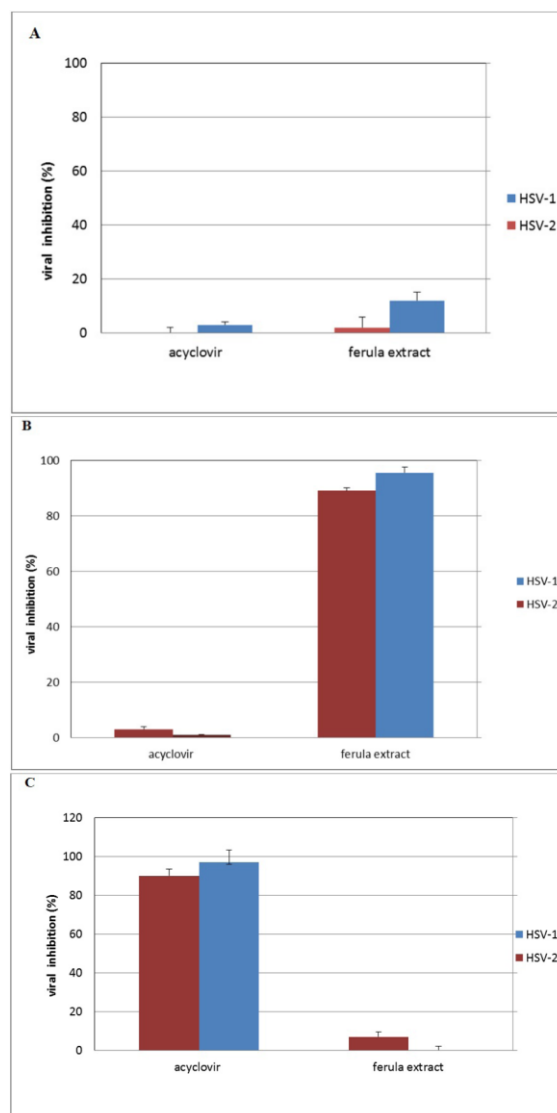 A
100
80
60
40
20
0
viral inhibition (%)
acyclovir
ferula extract
HSV-1
HSV-2
B
100
80
60
40
20
0
viral inhibition (%)
acyclovir
ferula extract
HSV-1
HSV-2
C
120
100
80
60
40
20
0
viral inhibition (%)
acyclovir
ferula extract
HSV-1
HSV-2